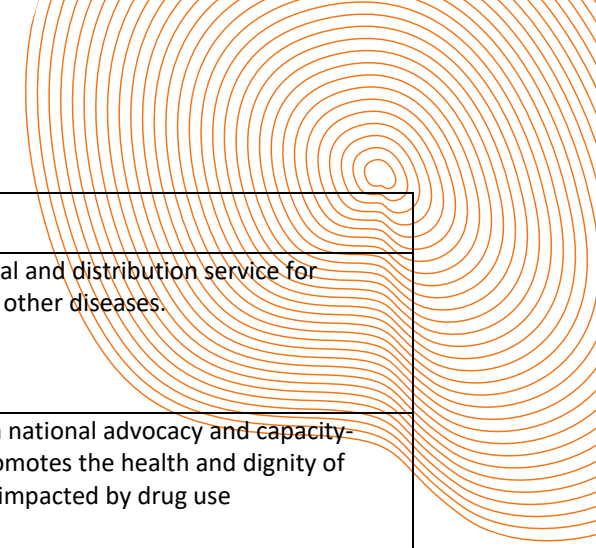 al and distribution service for
other diseases.
national advocacy and capacity-
omotes the health and dignity of
impacted by drug use